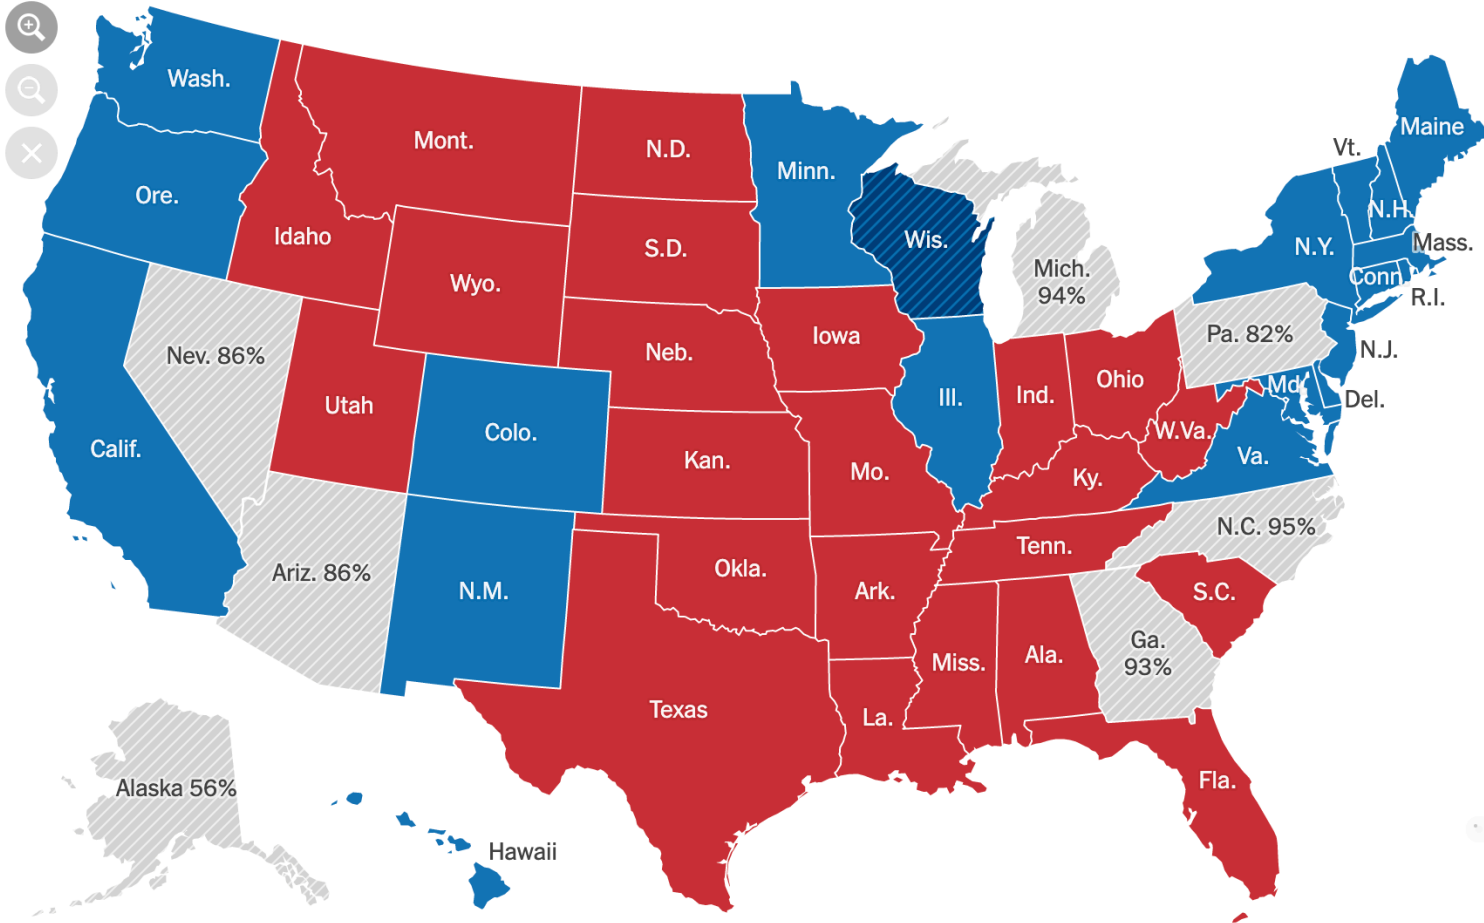 Wash.
Ore.
Calif.
Nev. 86%
Idaho
Mont.
Wyo.
Utah
Colo.
Ariz. 86%
N.M.
N.D.
S.D.
Neb.
Kan.
Okla.
Texas
Minn.
Iowa
Mo.
Ark.
La.
Wis.
Ill.
Mich.
94%
Ind.
Ohio
Ky.
Tenn.
Miss.
Ala.
Ga.
93%
Fla.
S.C.
N.C. 95%
Va.
W.Va.
Pa. 82%
Md.
Del.
N.J.
N.Y.
Conn.
R.I.
Mass.
N.H.
Vt.
Maine
Alaska 56%
Hawaii